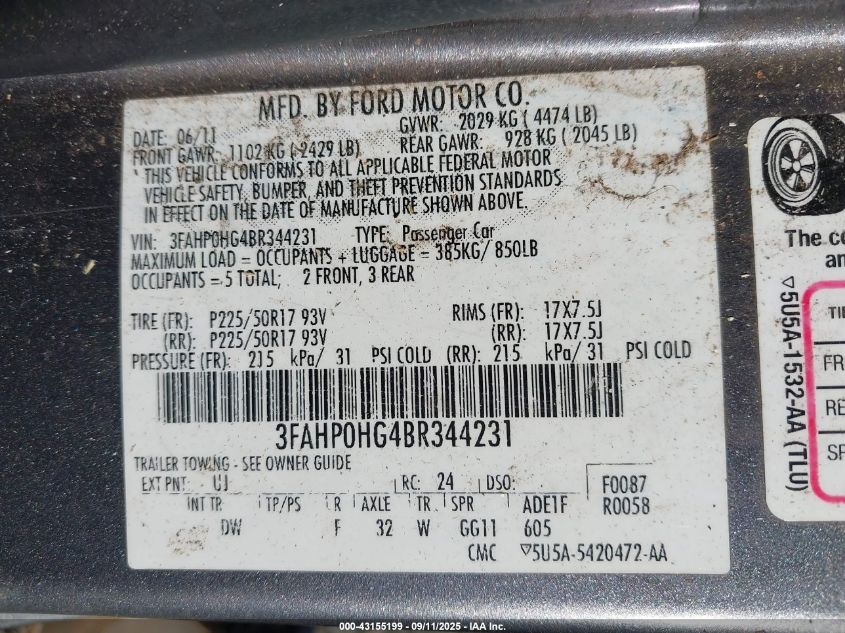 MFD. BY FORD MOTOR CO.
DATE: 06/11
GVWR: 2029 KG ( 4474 LB)
FRONT GAWR: 1102 KG ( 2429 LB)
REAR GAWR: 928 KG ( 2045 LB)
THIS VEHICLE CONFORMS TO ALL APPLICABLE FEDERAL MOTOR
VEHICLE SAFETY, BUMPER, AND THEFT PREVENTION STANDARDS
IN EFFECT ON THE DATE OF MANUFACTURE SHOWN ABOVE.
VIN: 3FAHP0HG4BR344231 TYPE: Passenger Car
MAXIMUM LOAD = OCCUPANTS + LUGGAGE = 385KG/ 850LB
OCCUPANTS = 5 TOTAL; 2 FRONT, 3 REAR
TIRE (FR): P225/50R17 93V RIMS (FR): 17X7.5J
(RR): P225/50R17 93V (RR): 17X7.5J
PRESSURE (FR): 215 kPa/ 31 PSI COLD (RR): 215 kPa/ 31 PSI COLD
3FAHP0HG4BR344231
TRAILER TOWING - SEE OWNER GUIDE
EXT PNT: UJ RC: 24 DSO: F0087
R0058
INT TR TP/PS R AXLE TR SPR ADE1F
DW F 32 W GG11 605
CMC ▽5U5A-5420472-AA
▽5U5A-1532-AA (TLU)
The co
an
TI
FR
RE
SP
000-43155199 - 09/11/2025 - IAA Inc.